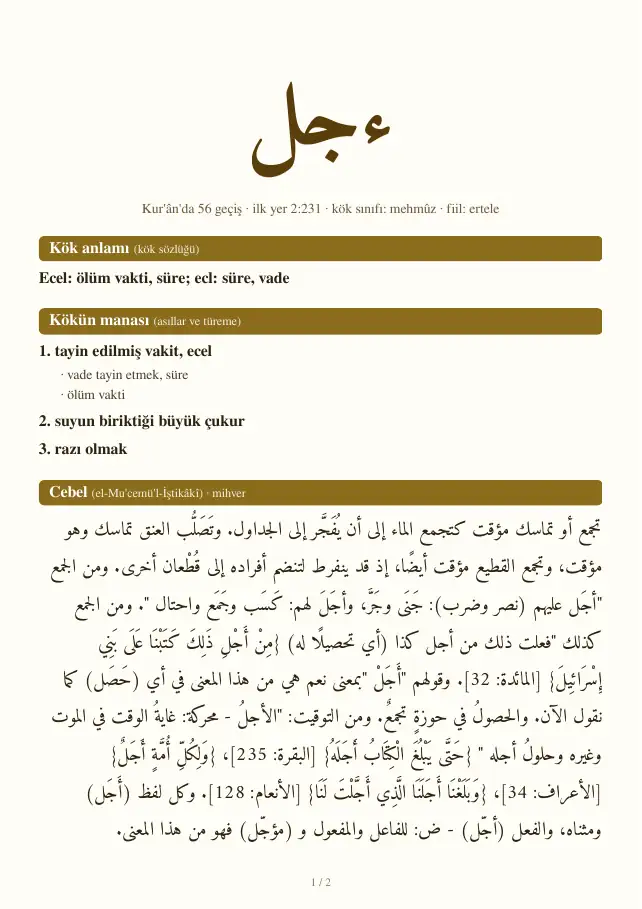 ءجل
Kur'ân'da 56 geçiş · ilk yer 2:231 · kök sınıfı: mehmûz · fiil: ertele
Kök anlamı (kök sözlüğü)
Ecel: ölüm vakti, süre; ecl: süre, vade
Kökün manası (asıllar ve türeme)
1. tayin edilmiş vakit, ecel
· vade tayin etmek, süre
· ölüm vakti
2. suyun biriktiği büyük çukur
3. razı olmak
Cebel (el-Mu'cemü'l-İştikâkî) · mihver
تجمع أو تماسك مؤقت كتجمع الماء إلى أن يُفَجَّر إلى الجداول. وتَصَلُّب العنق تماسك وهو
مؤقت، وتجمع القطيع مؤقت أيضًا، إذ قد ينفرط لتنضم أفراده إلى قُطْعان أخرى. ومن الجمع
"أجَل عليهم (نصر وضرب): جَنَى وجَرَّ، وأجَلَ لهم: كَسَب وجَمَع واحتال ". ومن الجمع
كذلك "فعلت ذلك من أجل كذا (أي تحصيلًا له) {مِنْ أَجْلِ ذَلِكَ كَتَبْنَا عَلَى بَنِي
إِسْرَائِيلَ} [المائدة: 32]. وقولهم "أَجَلْ "بمعنى نعم هي من هذا المعنى في أي (حَصَل) كما
نقول الآن. والحصولُ في حوزةٍ تجمعٌ. ومن التوقيت: "الأجلُ - محركة: غايةُ الوقت في الموت
وغيره وحلولُ أجله " {حَتَّى يَبْلُغَ الْكِتَابُ أَجَلَهُ} [البقرة: 235]، {وَلِكُلِّ أُمَّةٍ أَجَلٌ}
[الأعراف: 34]، {وَبَلَغْنَا أَجَلَنَا الَّذِي أَجَّلْتَ لَنَا} [الأنعام: 128]. وكل لفظ (أَجَل)
ومثناه، والفعل (أجّل) - ض: للفاعل والمفعول و (مؤجّل) فهو من هذا المعنى.
1 / 2